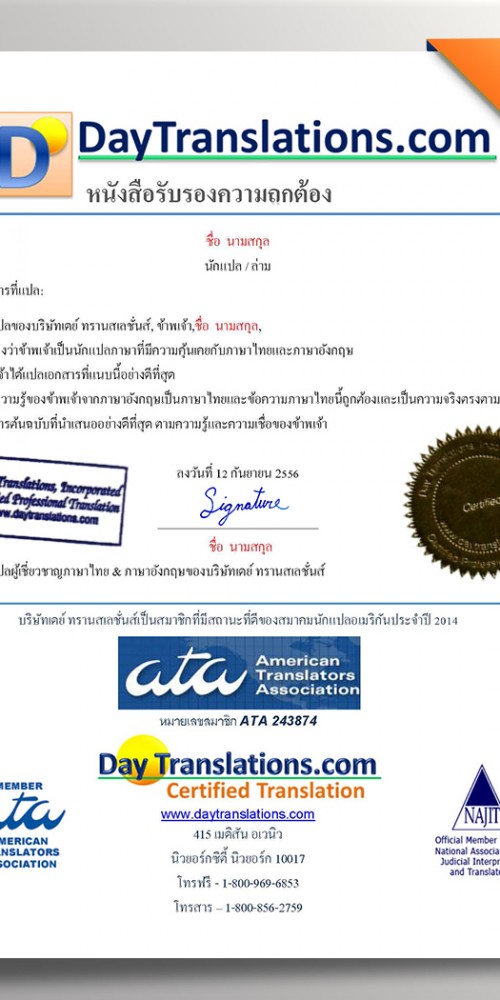 D DayTranslations.com
หนังสือรับรองความถูกต้อง
ชื่อ นามสกุล
นักแปล / ล่าม
ารที่แปล:
ปลของบริษัทเดย์ ทรานสเลชั่นส์, ข้าพเจ้า,ชื่อ นามสกุล,
งว่าข้าพเจ้าเป็นนักแปลภาษาที่มีความคุ้นเคยกับภาษาไทยและภาษาอังกฤษ
จ้าได้แปลเอกสารที่แนบนี้อย่างดีที่สุด
วามรู้ของข้าพเจ้าจากภาษาอังกฤษเป็นภาษาไทยและข้อความภาษาไทยนี้ถูกต้องและเป็นความจริงตรงตาม
ารต้นฉบับที่นำเสนออย่างดีที่สุด ตามความรู้และความเชื่อของข้าพเจ้า
Translations, Incorporated
ed Professional Translation
ww.daytranslations.com
ลงวันที่ 12 กันยายน 2556
Signature
ชื่อ นามสกุล
Certified
ปลผู้เชี่ยวชาญภาษาไทย & ภาษาอังกฤษของบริษัทเดย์ ทรานสเลชั่นส์
บริษัทเดย์ ทรานสเลชั่นส์เป็นสมาชิกที่มีสถานะที่ดีของสมาคมนักแปลอเมริกันประจำปี 2014
ata American
Translators
Association
หมายเลขสมาชิก ATA 243874
Day Translations.com
Certified Translation
www.daytranslations.com
415 เมดิสัน อเวนิว
นิวยอร์กซิตี้ นิวยอร์ก 10017
โทรฟรี - 1-800-969-6853
โทรสาร – 1-800-856-2759
MEMBER
ata
MERICAN
ANSLATORS
SOCIATION
NAJIT
Official Member
National Associa
Judicial Interpr
and Translat